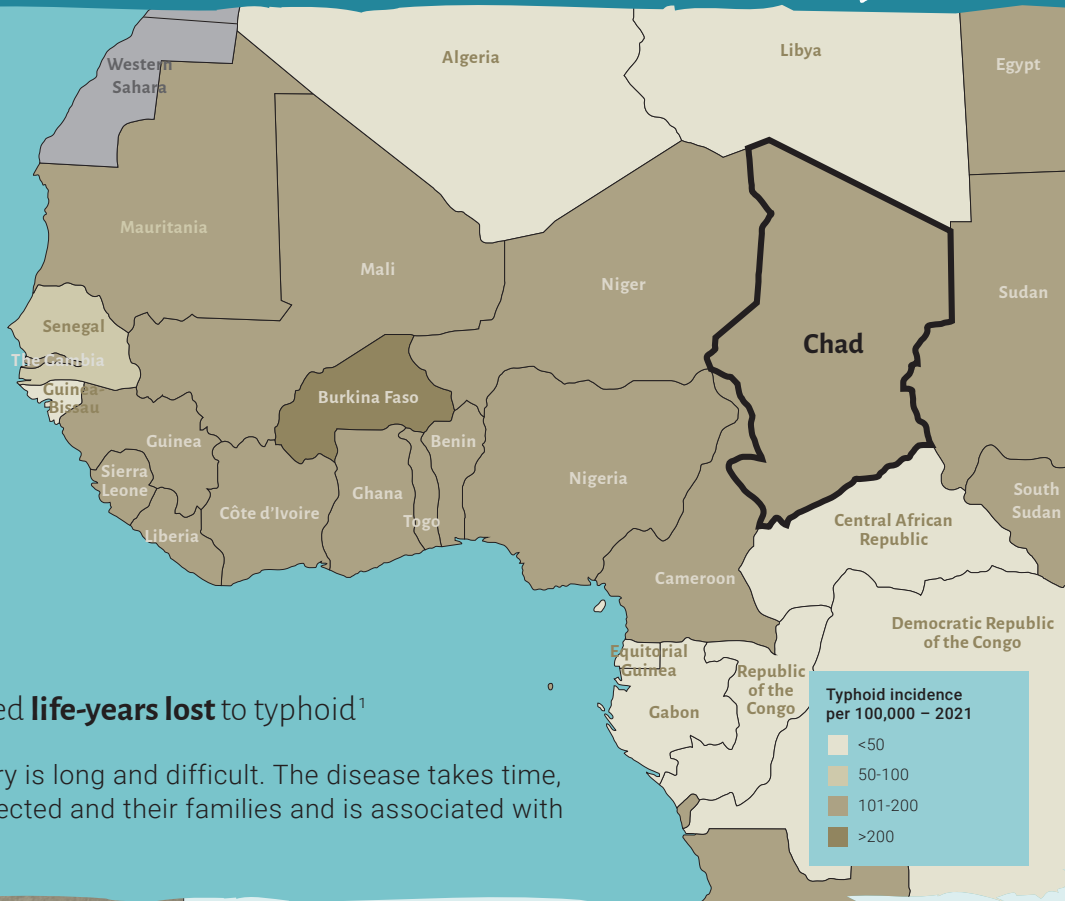 Algeria
Libya
Egypt
Western
Sahara
Mauritania
Mali
Niger
Sudan
Chad
Senegal
The Gambia
Guinea-
Bissau
Burkina Faso
Guinea
Benin
Sierra
Leone
Nigeria
Ghana
Côte d'Ivoire
Togo
Liberia
South
Sudan
Central African
Republic
Cameroon
Democratic Republic
of the Congo
Equitorial
Guinea
Republic
of the
Congo
Gabon
ed life-years lost to typhoid¹
ry is long and difficult. The disease takes time,
ected and their families and is associated with
Typhoid incidence
per 100,000 – 2021
<50
50-100
101-200
>200